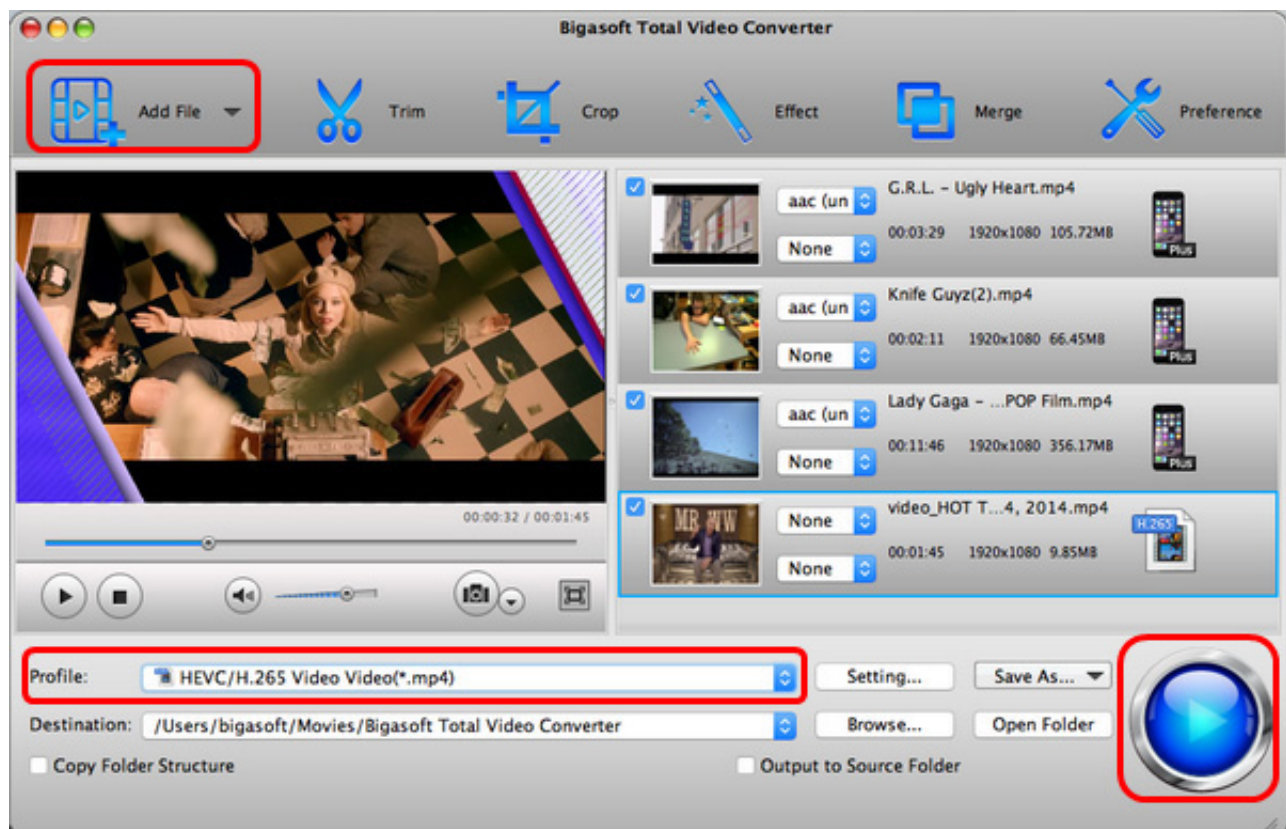 Bigasoft Total Video Converter
Add File Trim Crop Effect Merge Preference
aac (un G.R.L. – Ugly Heart.mp4
None 00:03:29 1920x1080 105.72MB Plus
aac (un Knife Guyz(2).mp4
None 00:02:11 1920x1080 66.45MB Plus
aac (un Lady Gaga – ...POP Film.mp4
None 00:11:46 1920x1080 356.17MB Plus
MR WW None video_HOT T...4, 2014.mp4 H.265
None 00:01:45 1920x1080 9.85MB
00:00:32 / 00:01:45
Profile: HEVC/H.265 Video Video(*.mp4) Setting... Save As...
Destination: /Users/bigasoft/Movies/Bigasoft Total Video Converter Browse... Open Folder
Copy Folder Structure Output to Source Folder